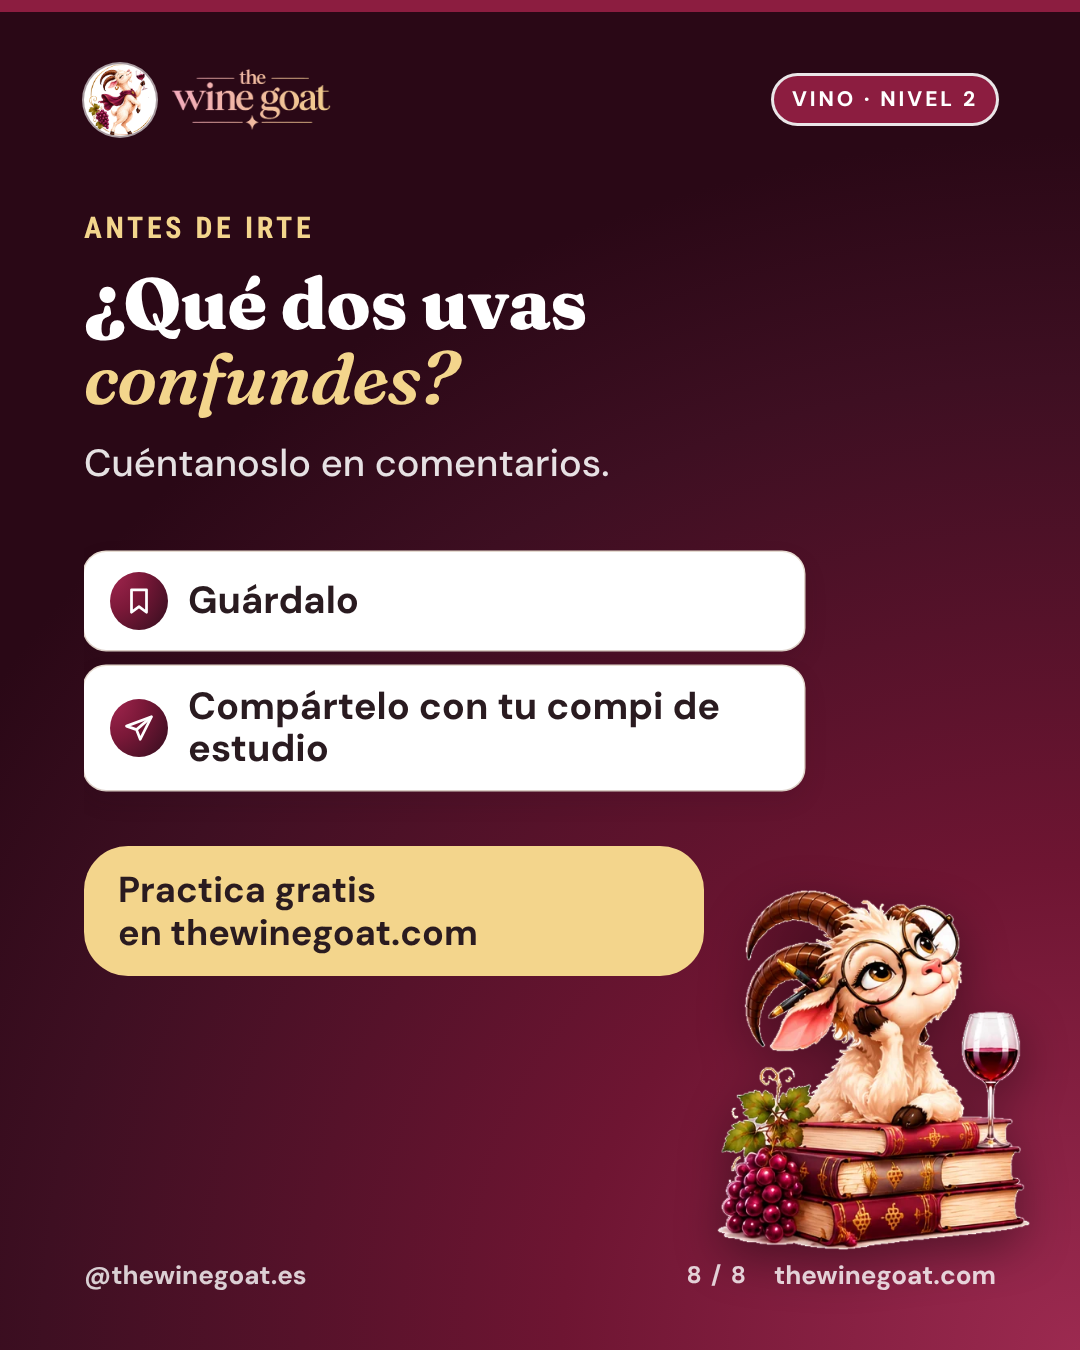 the
wine goat
VINO · NIVEL 2
ANTES DE IRTE
¿Qué dos uvas
confundes?
Cuéntanoslo en comentarios.
Guárdalo
Compártelo con tu compi de
estudio
Practica gratis
en thewinegoat.com
@thewinegoat.es
8 / 8
thewinegoat.com